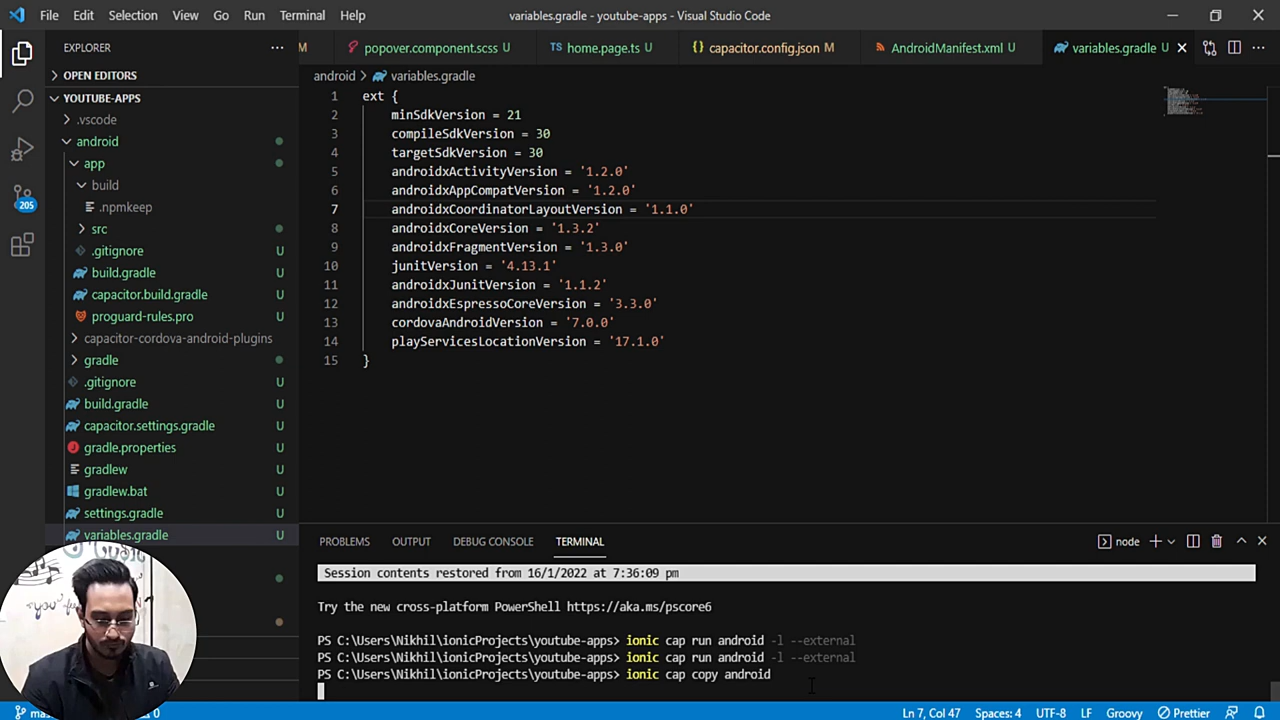 File Edit Selection View Go Run Terminal Help variables.gradle - youtube-apps - Visual Studio Code
EXPLORER M popover.component.scss U home.page.ts U capacitor.config.json M AndroidManifest.xml U variables.gradle U
OPEN EDITORS
android > variables.gradle
YOUTUBE-APPS
.vscode
android
app
build
.npmkeep
src
.gitignore U
build.gradle U
capacitor.build.gradle U
proguard-rules.pro U
capacitor-cordova-android-plugins
gradle
.gitignore U
build.gradle U
capacitor.settings.gradle U
gradle.properties U
gradlew U
gradlew.bat U
settings.gradle U
variables.gradle U
1 ext {
2 minSdkVersion = 21
3 compileSdkVersion = 30
4 targetSdkVersion = 30
5 androidxActivityVersion = '1.2.0'
6 androidxAppCompatVersion = '1.2.0'
7 androidxCoordinatorLayoutVersion = '1.1.0'
8 androidxCoreVersion = '1.3.2'
9 androidxFragmentVersion = '1.3.0'
10 junitVersion = '4.13.1'
11 androidxJunitVersion = '1.1.2'
12 androidxEspressoCoreVersion = '3.3.0'
13 cordovaAndroidVersion = '7.0.0'
14 playServicesLocationVersion = '17.1.0'
15 }
205
PROBLEMS OUTPUT DEBUG CONSOLE TERMINAL node
Session contents restored from 16/1/2022 at 7:36:09 pm
Try the new cross-platform PowerShell https://aka.ms/pscore6
PS C:\Users\Nikhil\ionicProjects\youtube-apps> ionic cap run android -l --external
PS C:\Users\Nikhil\ionicProjects\youtube-apps> ionic cap run android -l --external
PS C:\Users\Nikhil\ionicProjects\youtube-apps> ionic cap copy android
0 Ln 7, Col 47 Spaces: 4 UTF-8 LF Groovy Prettier